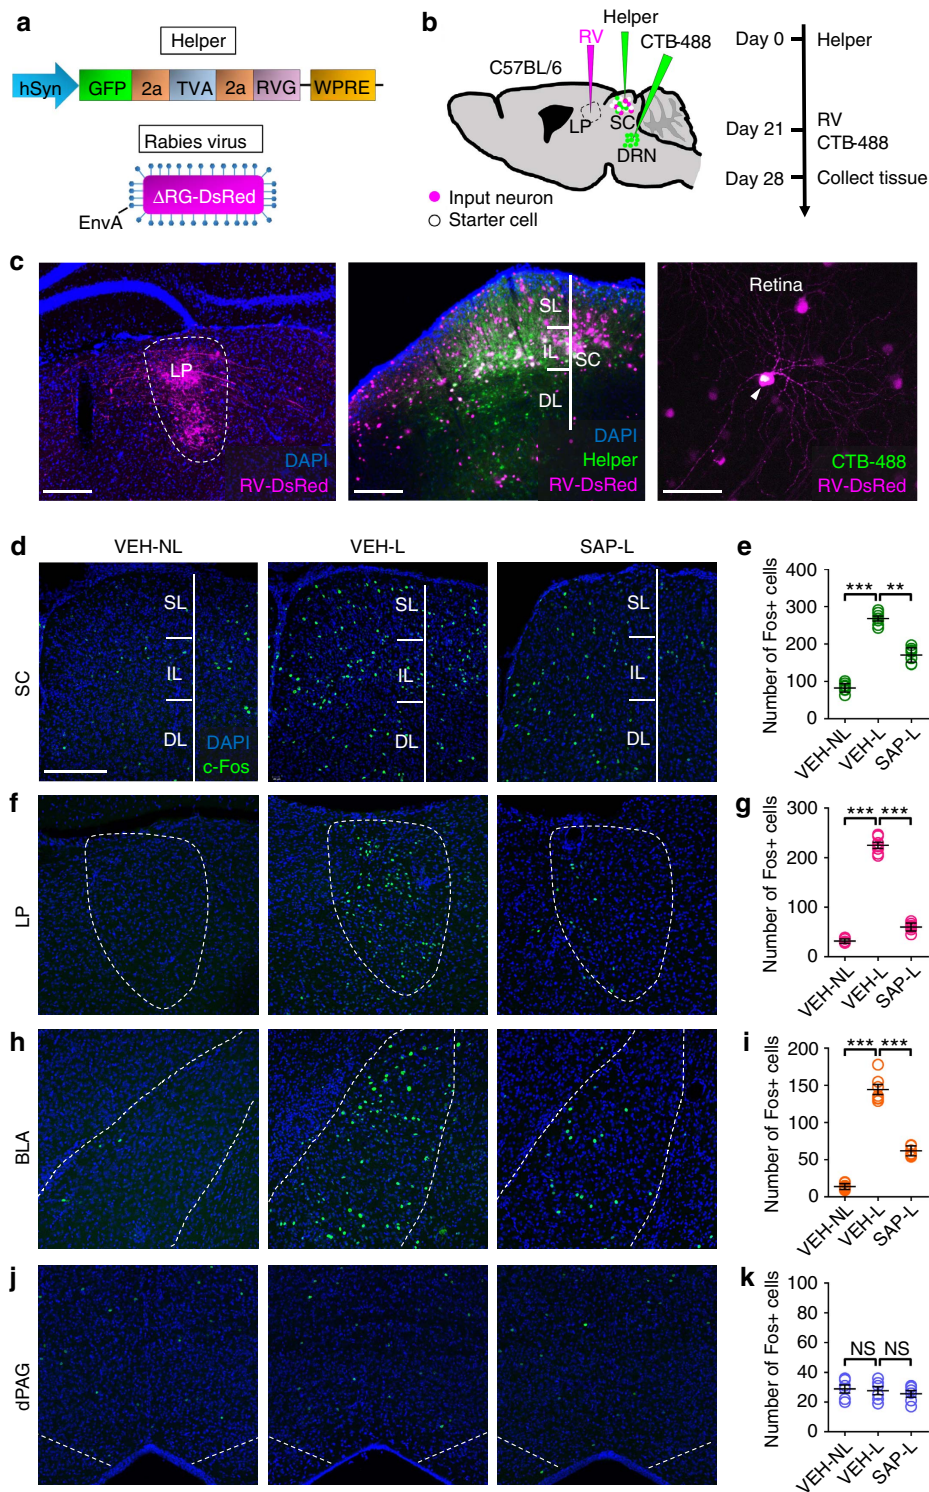 a
Helper
hSyn GFP 2a TVA 2a RVG WPRE
Rabies virus
ΔRG-DsRed
EnvA
b
Helper
RV
CTB-488
C57BL/6
LP
SC
DRN
Input neuron
Starter cell
Day 0 Helper
Day 21 RV
CTB-488
Day 28 Collect tissue
c
LP
DAPI
RV-DsRed
SL
IL
SC
DL
DAPI
Helper
RV-DsRed
Retina
CTB-488
RV-DsRed
d
VEH-NL VEH-L SAP-L
SC
SL
IL
DL
DAPI
c-Fos
SL
IL
DL
SL
IL
DL
e
Number of Fos+ cells
400
300
200
100
0
*** **
VEH-NL VEH-L SAP-L
f
LP
g
Number of Fos+ cells
300
200
100
0
*** ***
VEH-NL VEH-L SAP-L
h
BLA
i
Number of Fos+ cells
200
150
100
50
0
*** ***
VEH-NL VEH-L SAP-L
j
dPAG
k
Number of Fos+ cells
100
80
60
40
20
0
NS NS
VEH-NL VEH-L SAP-L